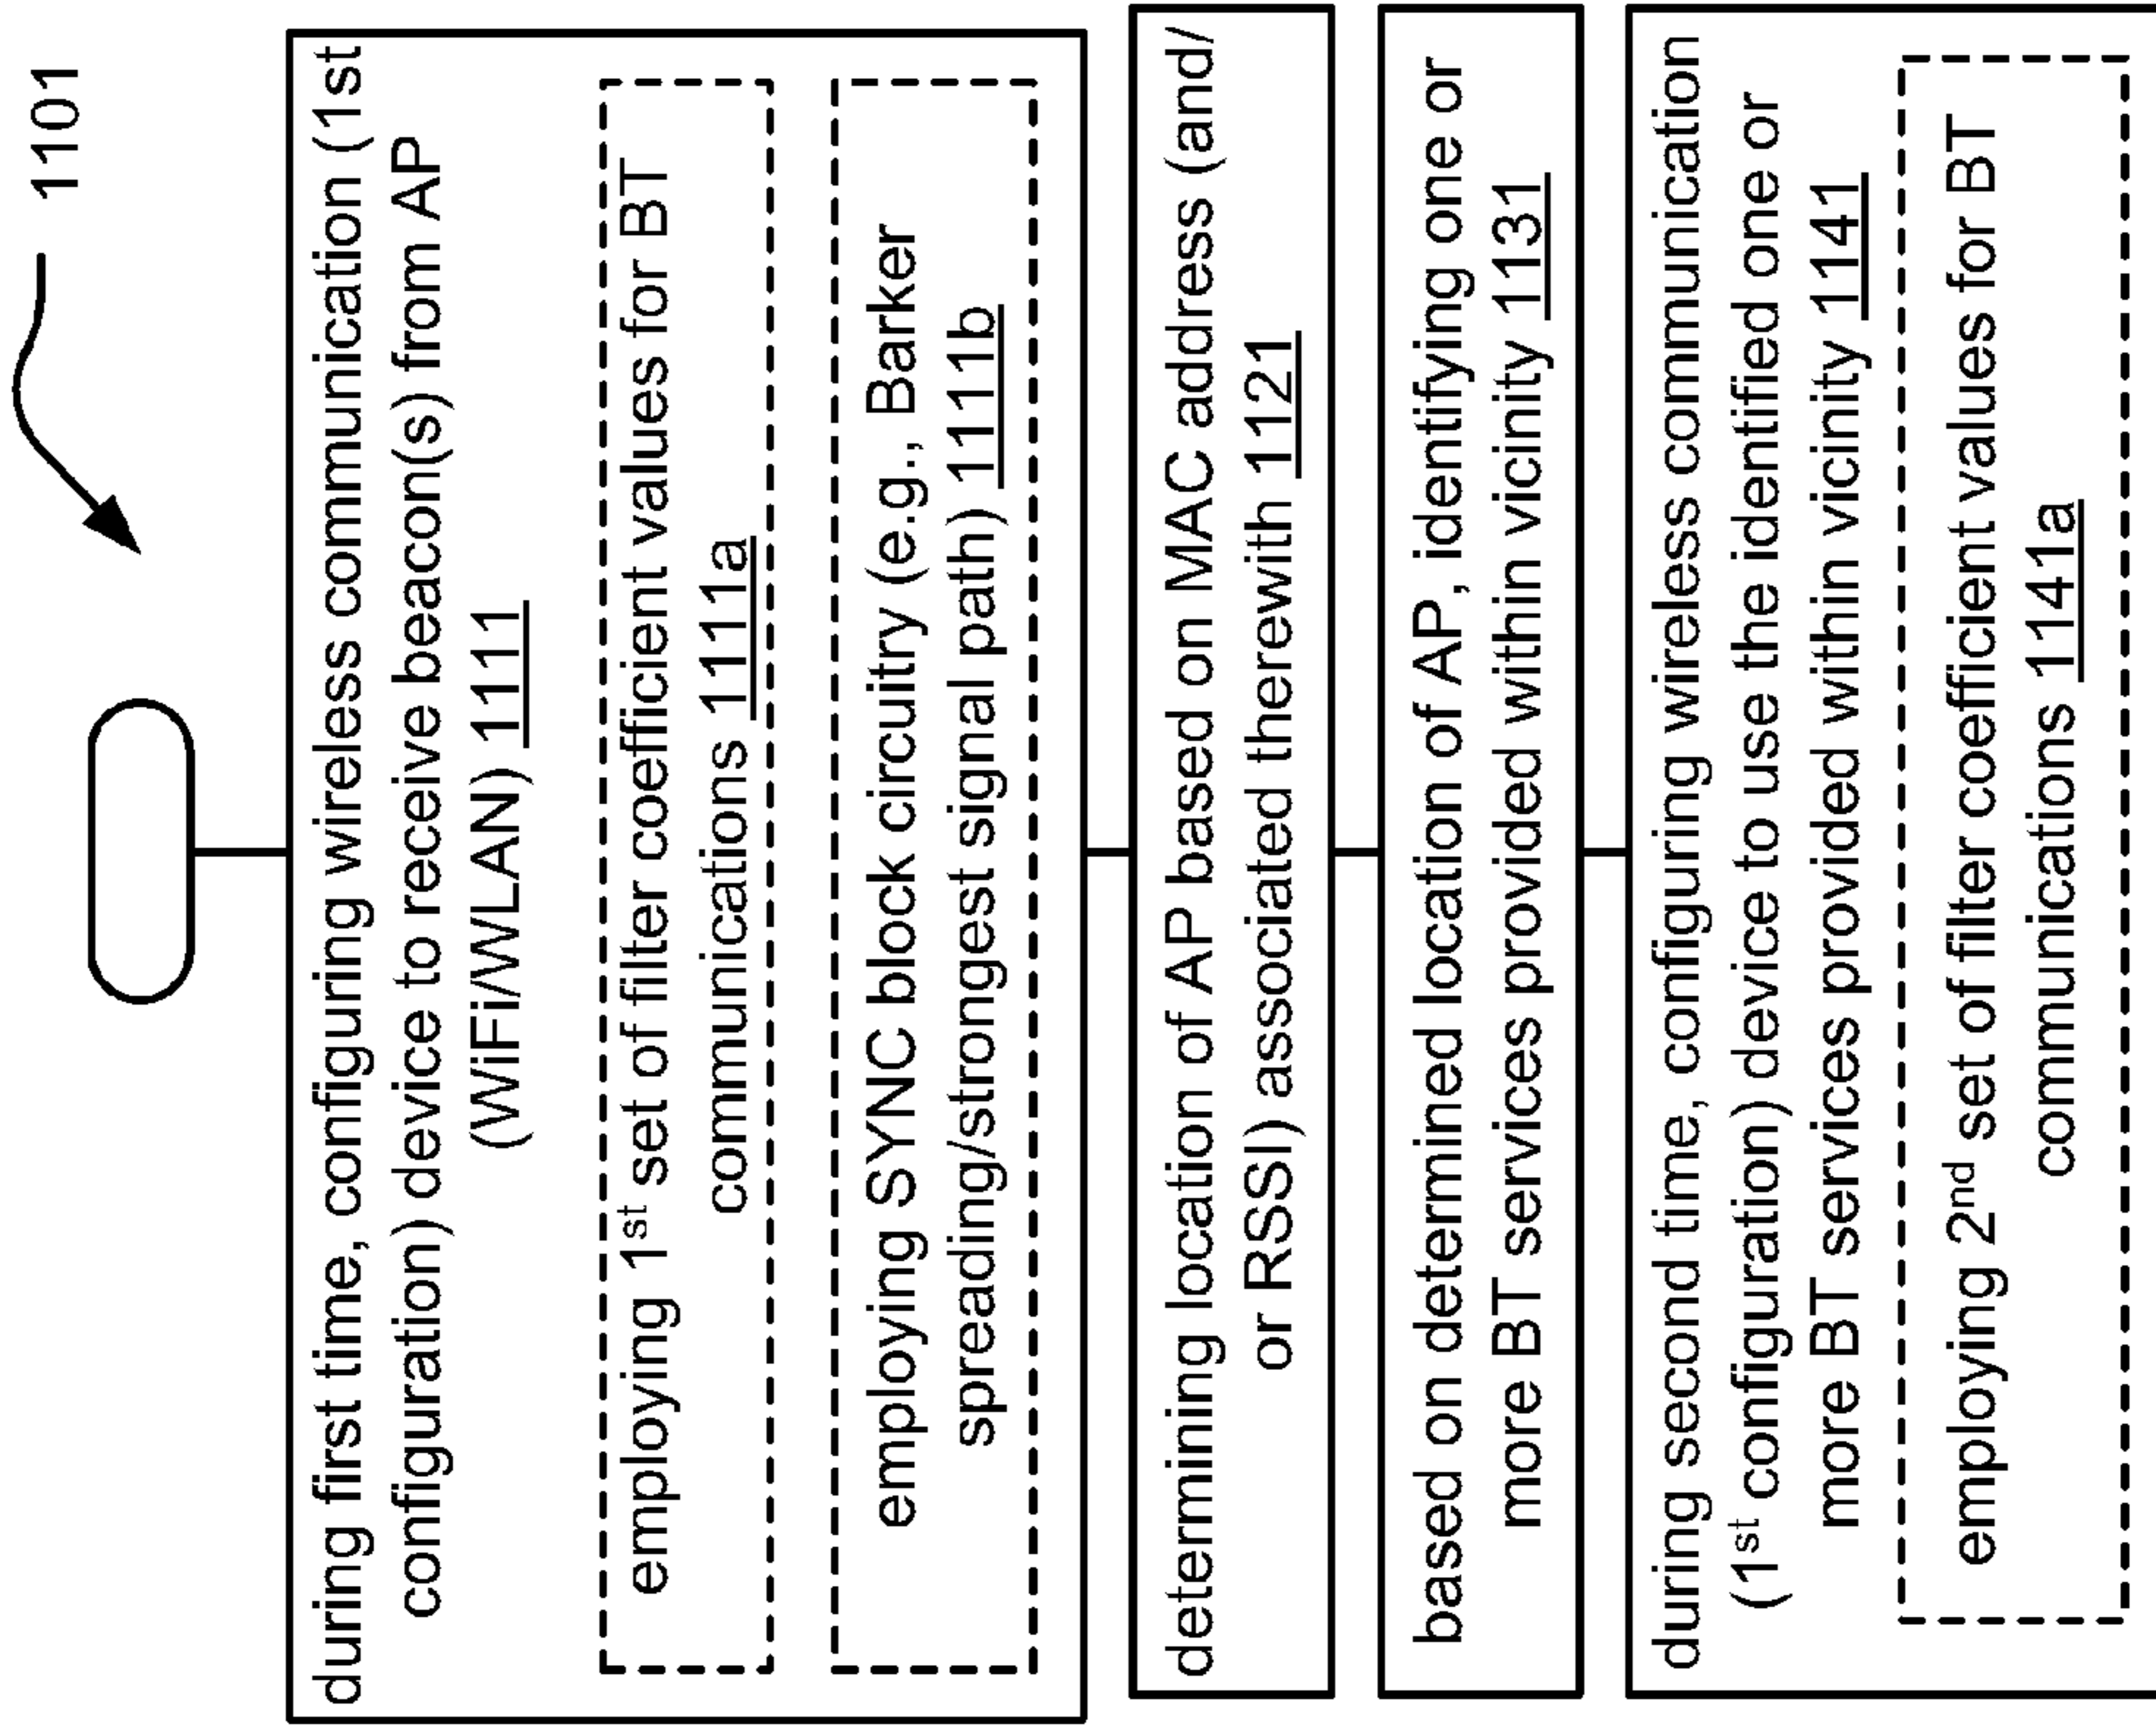 1101
during first time, configuring wireless communication (1st
configuration) device to receive beacon(s) from AP
(WiFi/WLAN) 1111
employing 1st set of filter coefficient values for BT
communications 1111a
employing SYNC block circuitry (e.g., Barker
spreading/strongest signal path) 1111b
determining location of AP based on MAC address (and/
or RSSI) associated therewith 1121
based on determined location of AP, identifying one or
more BT services provided within vicinity 1131
during second time, configuring wireless communication
(1st configuration) device to use the identified one or
more BT services provided within vicinity 1141
employing 2nd set of filter coefficient values for BT
communications 1141a